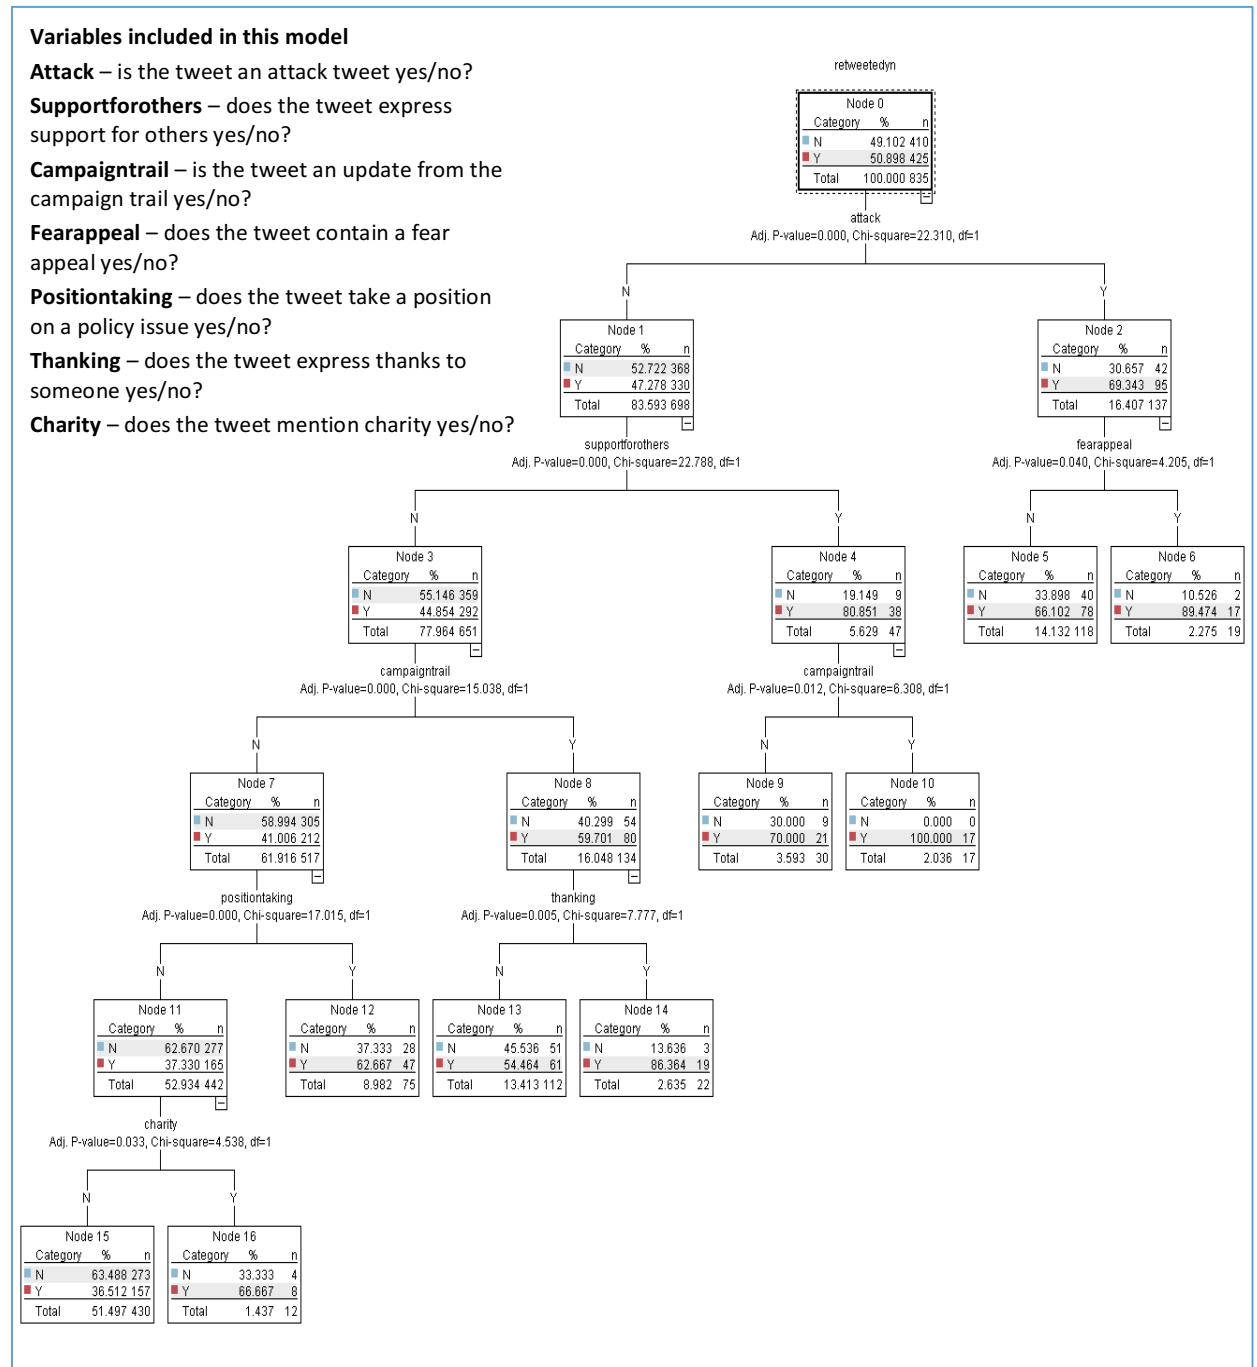 Variables included in this model
Attack – is the tweet an attack tweet yes/no?
Supportforothers – does the tweet express
support for others yes/no?
Campaigntrail – is the tweet an update from the
campaign trail yes/no?
Fearappeal – does the tweet contain a fear
appeal yes/no?
Positiontaking – does the tweet take a position
on a policy issue yes/no?
Thanking – does the tweet express thanks to
someone yes/no?
Charity – does the tweet mention charity yes/no?
retweetedyn
Node 0
Category % n
N 49.102 410
Y 50.898 425
Total 100.000 835
attack
Adj. P-value=0.000, Chi-square=22.310, df=1
N
Y
Node 1
Category % n
N 52.722 368
Y 47.278 330
Total 83.593 698
Node 2
Category % n
N 30.657 42
Y 69.343 95
Total 16.407 137
supportforothers
Adj. P-value=0.000, Chi-square=22.788, df=1
fearappeal
Adj. P-value=0.040, Chi-square=4.205, df=1
N
Y
N
Y
Node 3
Category % n
N 55.146 359
Y 44.854 292
Total 77.964 651
Node 4
Category % n
N 19.149 9
Y 80.851 38
Total 5.629 47
Node 5
Category % n
N 33.898 40
Y 66.102 78
Total 14.132 118
Node 6
Category % n
N 10.526 2
Y 89.474 17
Total 2.275 19
campaigntrail
Adj. P-value=0.000, Chi-square=15.038, df=1
campaigntrail
Adj. P-value=0.012, Chi-square=6.308, df=1
N
Y
N
Y
Node 7
Category % n
N 58.994 305
Y 41.006 212
Total 61.916 517
Node 8
Category % n
N 40.299 54
Y 59.701 80
Total 16.048 134
Node 9
Category % n
N 30.000 9
Y 70.000 21
Total 3.593 30
Node 10
Category % n
N 0.000 0
Y 100.000 17
Total 2.036 17
positiontaking
Adj. P-value=0.000, Chi-square=17.015, df=1
thanking
Adj. P-value=0.005, Chi-square=7.777, df=1
N
Y
N
Y
Node 11
Category % n
N 62.670 277
Y 37.330 165
Total 52.934 442
Node 12
Category % n
N 37.333 28
Y 62.667 47
Total 8.982 75
Node 13
Category % n
N 45.536 51
Y 54.464 61
Total 13.413 112
Node 14
Category % n
N 13.636 3
Y 86.364 19
Total 2.635 22
charity
Adj. P-value=0.033, Chi-square=4.538, df=1
N
Y
Node 15
Category % n
N 63.488 273
Y 36.512 157
Total 51.497 430
Node 16
Category % n
N 33.333 4
Y 66.667 8
Total 1.437 12